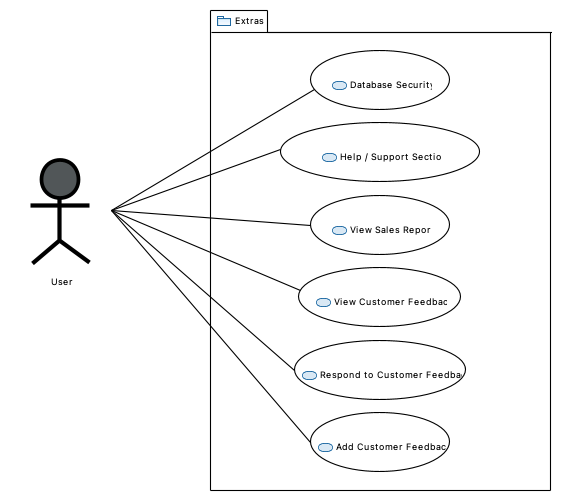 Extras
Database Security
Help / Support Sectio
View Sales Repor
View Customer Feedbac
Respond to Customer Feedba
Add Customer Feedbac
User